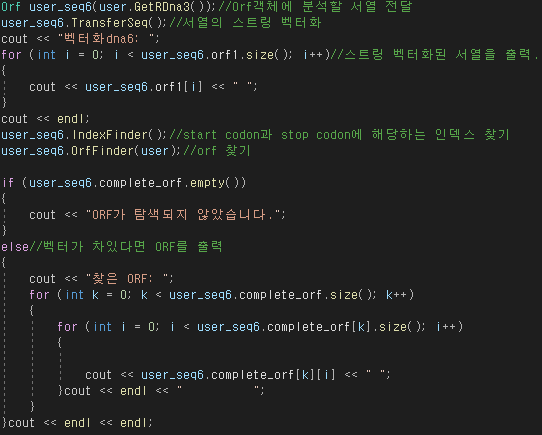 Orf user_seq6(user.GetRDna3());//Orf객체에 분석할 서열 전달
user_seq6.TransferSeq();//서열의 스트링 벡터화
cout << "벡터화dna6: ";
for (int i = 0; i < user_seq6.orf1.size(); i++)//스트링 벡터화된 서열을 출력.
{
    cout << user_seq6.orf1[i] << " ";
}
cout << endl;
user_seq6.IndexFinder();//start codon과 stop codon에 해당하는 인덱스 찾기
user_seq6.OrfFinder(user);//orf 찾기

if (user_seq6.complete_orf.empty())
{
    cout << "ORF가 탐색되지 않았습니다.";
}
else//벡터가 차있다면 ORF를 출력
{
    cout << "찾은 ORF: ";
    for (int k = 0; k < user_seq6.complete_orf.size(); k++)
    {
        for (int i = 0; i < user_seq6.complete_orf[k].size(); i++)
        {

            cout << user_seq6.complete_orf[k][i] << " ";
        }cout << endl << "          ";
    }
}cout << endl << endl;